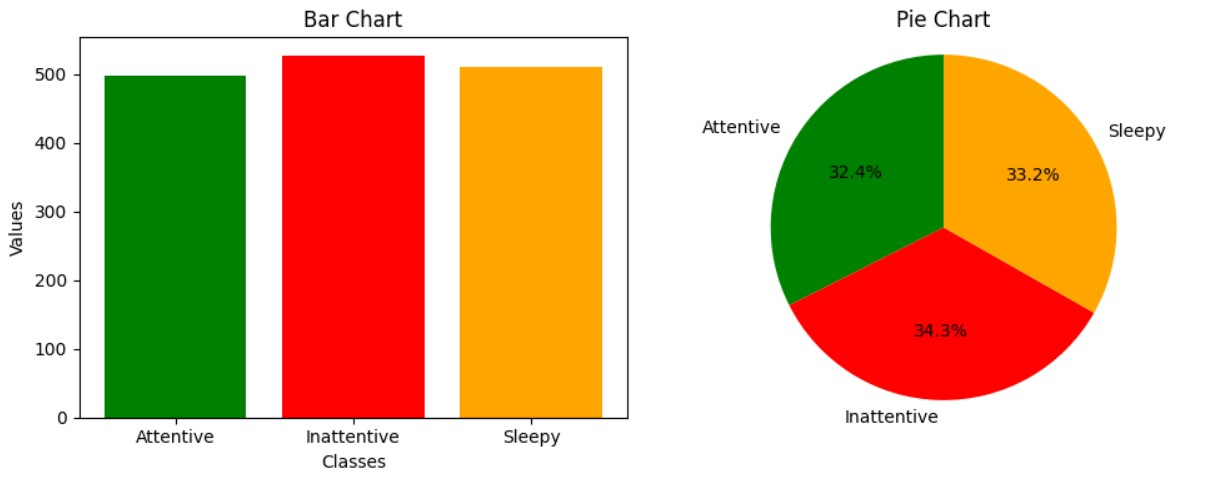 Bar Chart
Values
500
400
300
200
100
0
Attentive
Inattentive
Sleepy
Classes
Pie Chart
Attentive
32.4%
Sleepy
33.2%
34.3%
Inattentive